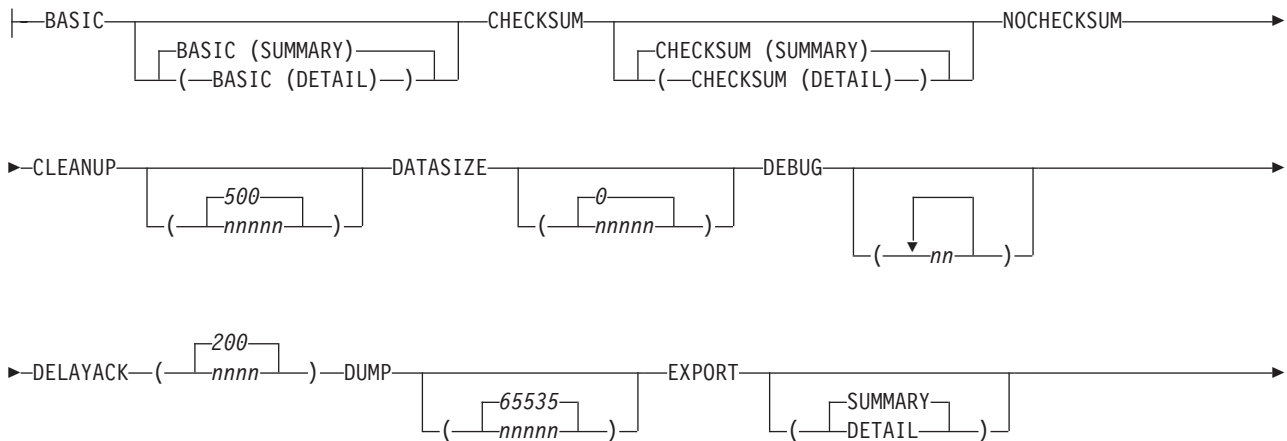 BASIC CHECKSUM NOCHECKSUM
BASIC (SUMMARY) CHECKSUM (SUMMARY)
( BASIC (DETAIL) ) ( CHECKSUM (DETAIL) )
CLEANUP DATASIZE DEBUG
500 0
( nnnnn ) ( nnnnn ) ( nn )
200
DELAYACK ( nnnn ) DUMP EXPORT
65535 SUMMARY
( nnnnn ) ( DETAIL )